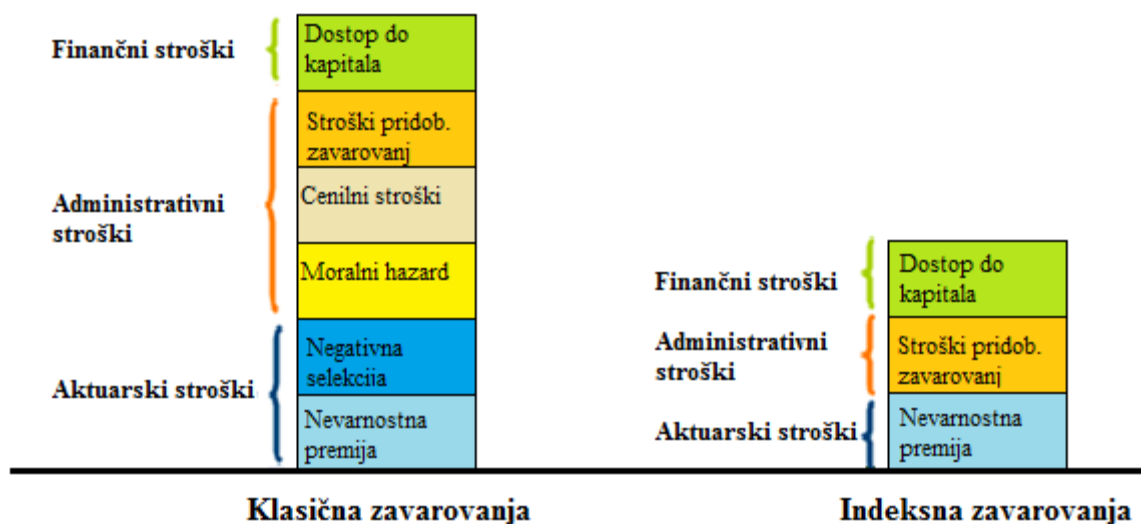 Finančni stroški
Dostop do
kapitala
Administrativni
stroški
Stroški pridob.
zavarovanj
Cenilni stroški
Moralni hazard
Aktuarski stroški
Negativna
selekcija
Nevarnostna
premija
Klasična zavarovanja
Finančni stroški
Dostop do
kapitala
Administrativni
stroški
Stroški pridob.
zavarovanj
Aktuarski stroški
Nevarnostna
premija
Indeksna zavarovanja